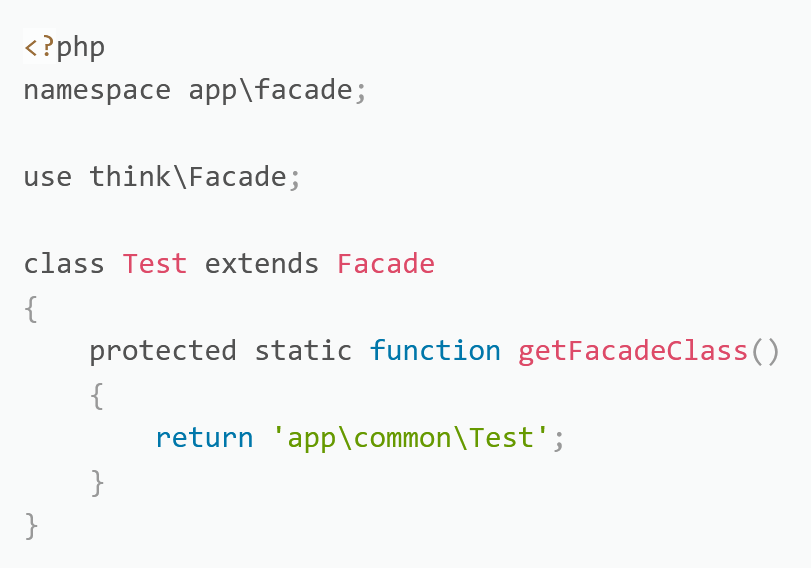 <?php
namespace app\facade;
use think\Facade;
class Test extends Facade
{
    protected static function getFacadeClass()
    {
        return 'app\common\Test';
    }
}